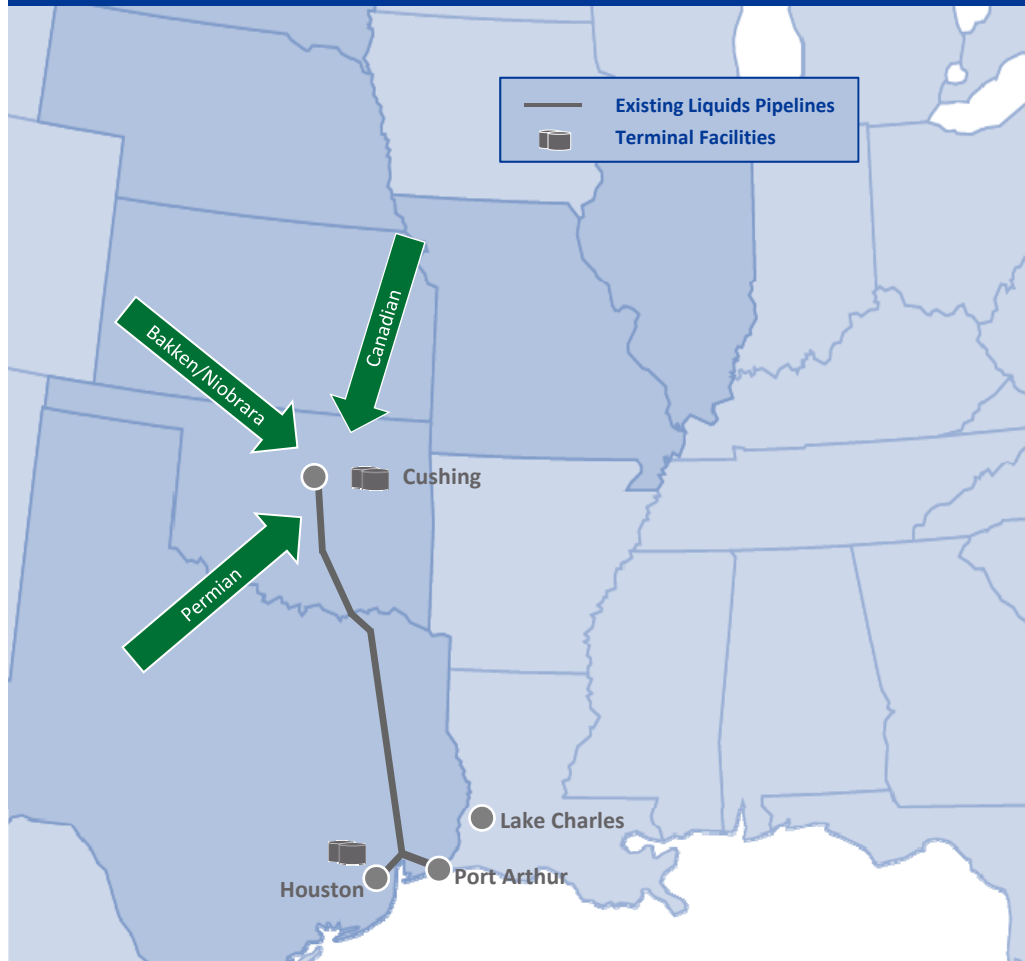 Existing Liquids Pipelines
Terminal Facilities
Canadian
Bakken/Niobrara
Cushing
Permian
Lake Charles
Port Arthur
Houston